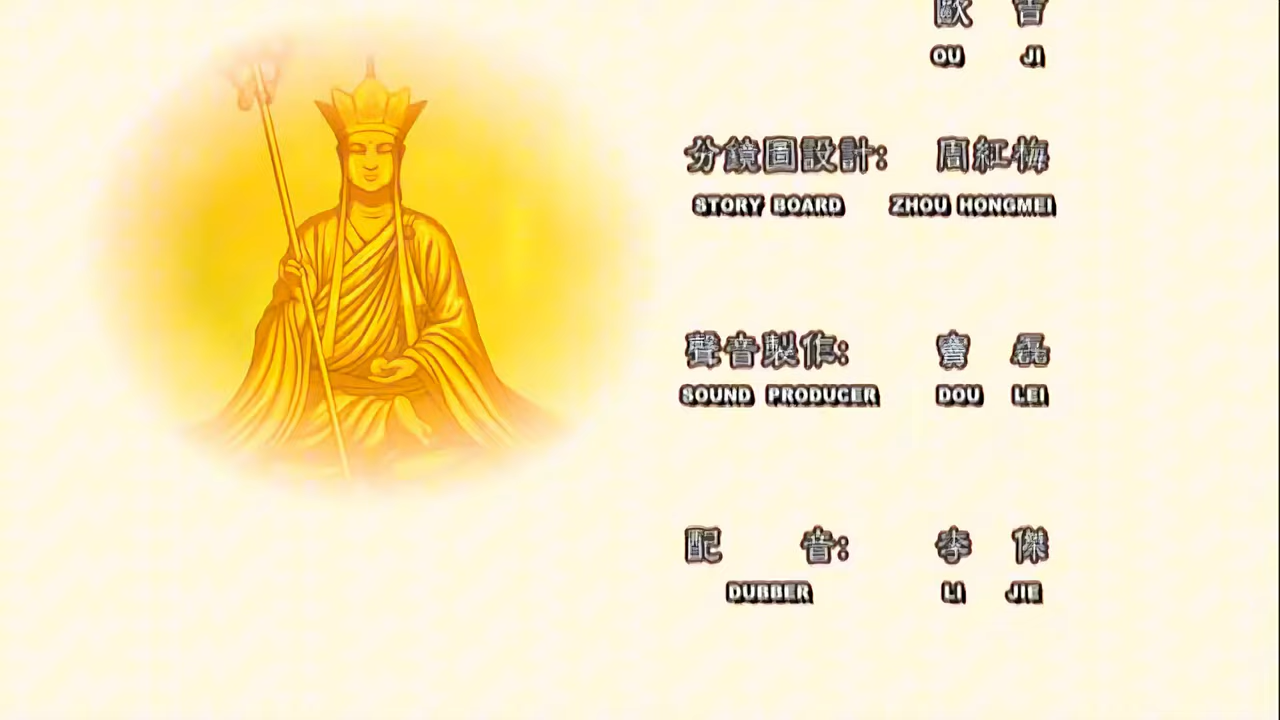 歐 吉
OU JI
分鏡圖設計: 周紅梅
STORY BOARD ZHOU HONGMEI
聲音製作: 竇 磊
SOUND PRODUCER DOU LEI
配 音: 李 傑
DUBBER LI JIE